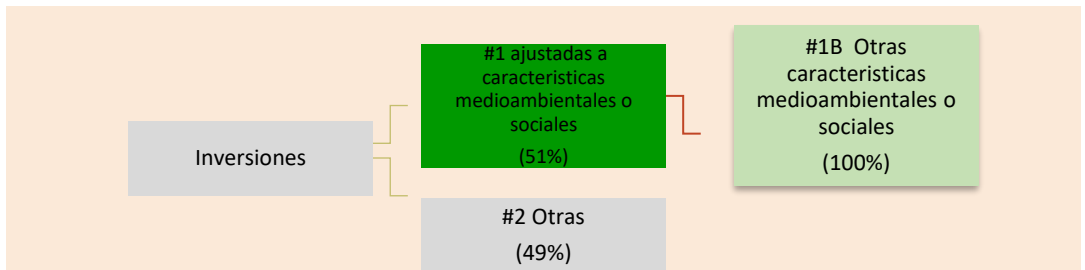 Inversiones
#1 ajustadas a
caracteristicas
medioambientales o
sociales
(51%)
#1B Otras
caracteristicas
medioambientales o
sociales
(100%)
#2 Otras
(49%)